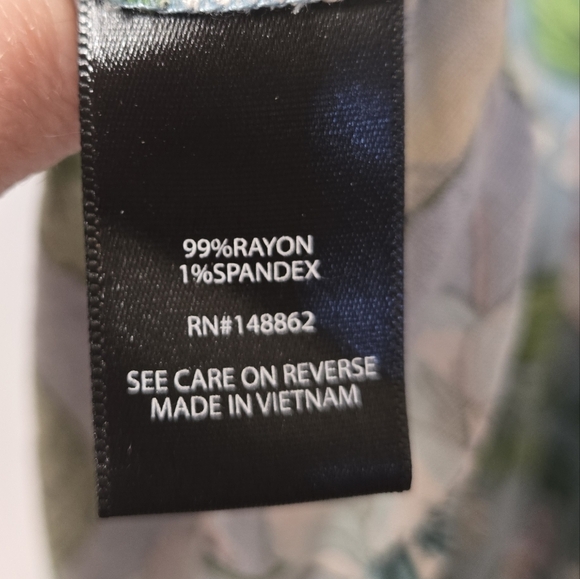 99%RAYON
1%SPANDEX
RN#148862
SEE CARE ON REVERSE
MADE IN VIETNAM